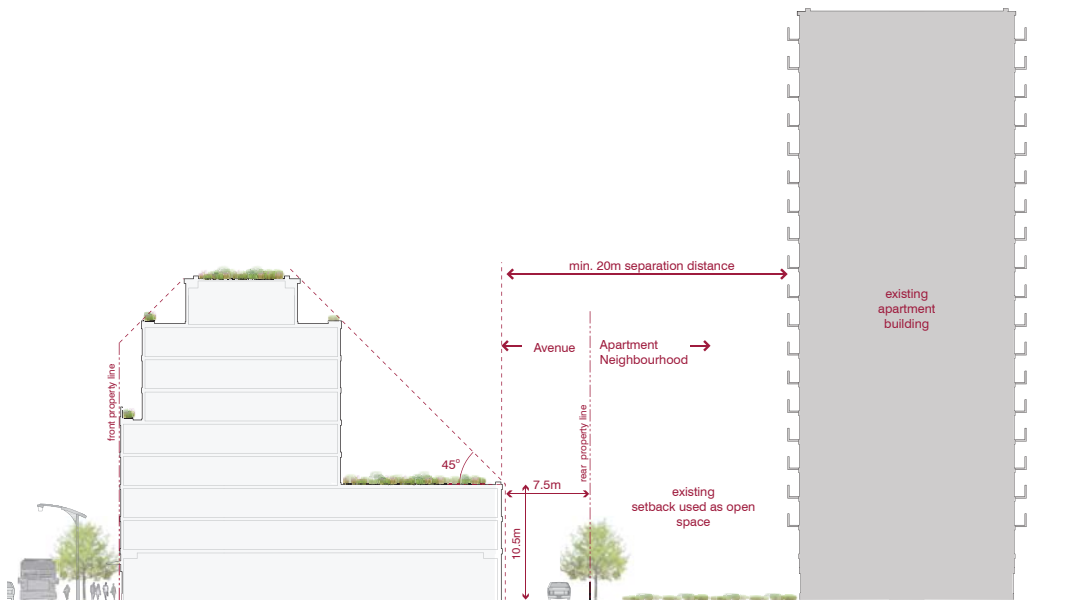 min. 20m separation distance
existing
apartment
building
Avenue
Apartment
Neighbourhood
front property line
rear property line
45°
7.5m
10.5m
existing
setback used as open
space